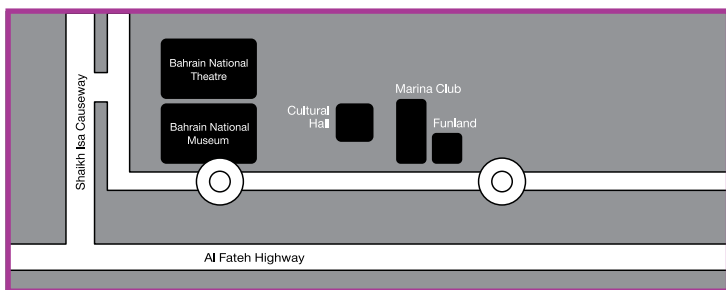 Bahrain National
Theatre
Bahrain National
Museum
Cultural
Hall
Marina Club
Funland
Shaikh Isa Causeway
Al Fateh Highway